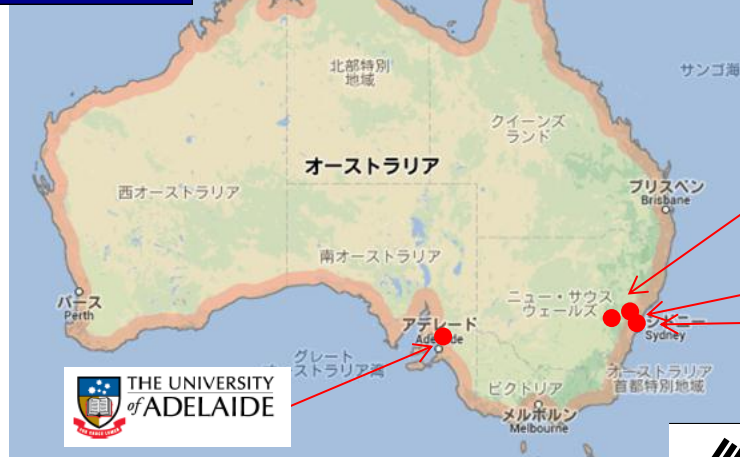 北部特別
地域
サンゴ海
クイーンズ
ランド
オーストラリア
西オーストラリア
ブリスベン
Brisbane
南オーストラリア
ニュー・サウス
ウェールズ
パース
Perth
アデレード
シドニー
Sydney
グレート
ストラリア湾
オーストラリア
首都特別地域
ビクトリア
メルボルン
Melbourne
THE UNIVERSITY
of ADELAIDE